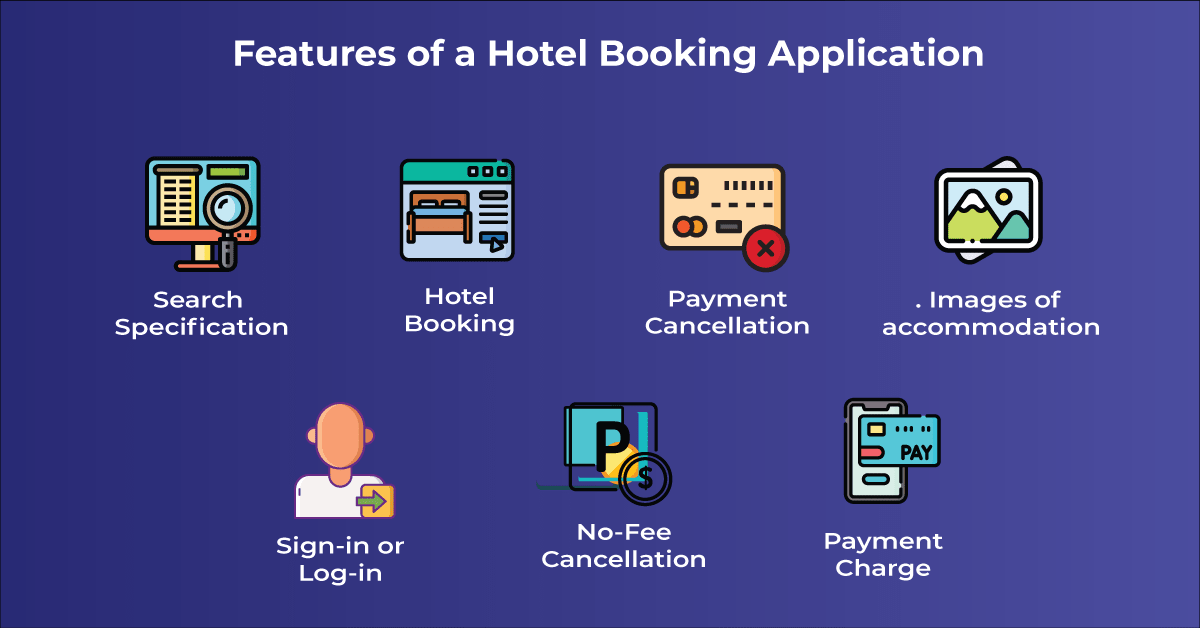 Features of a Hotel Booking Application
Search
Specification
Hotel
Booking
Payment
Cancellation
. Images of
accommodation
Sign-in or
Log-in
P
$
No-Fee
Cancellation
PAY
Payment
Charge